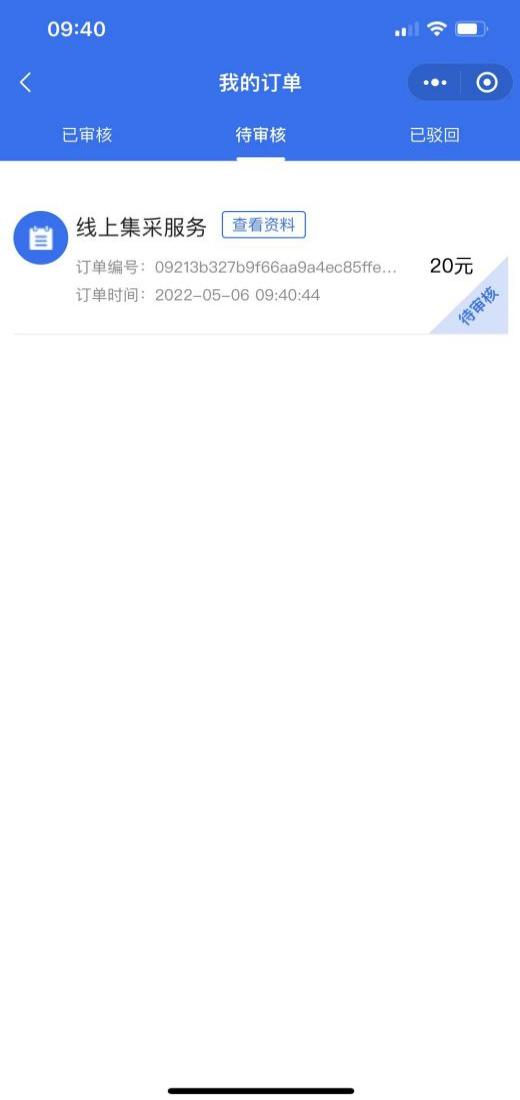 09:40
我的订单
已审核 待审核 已驳回
线上集采服务 查看资料
订单编号：09213b327b9f66aa9a4ec85ffe... 20元
订单时间：2022-05-06 09:40:44
待审核